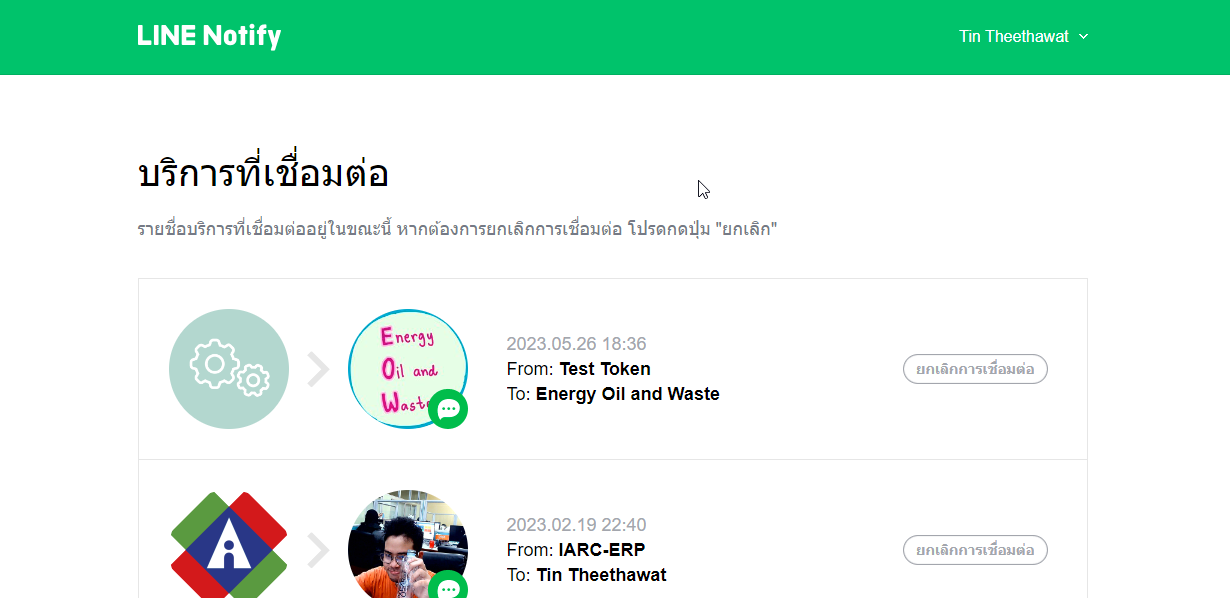 LINE Notify
Tin Theethawat
บริการที่เชื่อมต่อ
รายชื่อบริการที่เชื่อมต่ออยู่ในขณะนี้ หากต้องการยกเลิกการเชื่อมต่อ โปรดกดปุ่ม "ยกเลิก"
Energy
Oil and
Waste
2023.05.26 18:36
From: Test Token
To: Energy Oil and Waste
ยกเลิกการเชื่อมต่อ
2023.02.19 22:40
From: IARC-ERP
To: Tin Theethawat
ยกเลิกการเชื่อมต่อ